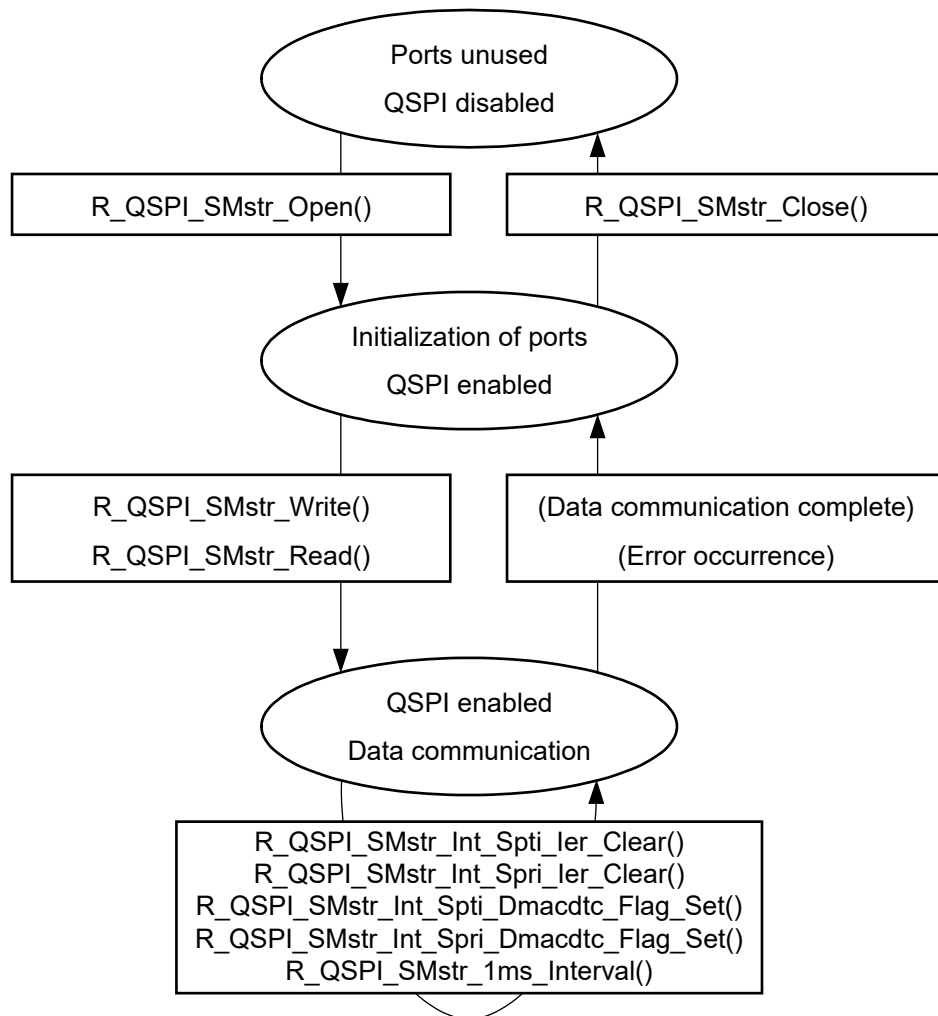 Ports unused
QSPI disabled
R_QSPI_SMstr_Open()
R_QSPI_SMstr_Close()
Initialization of ports
QSPI enabled
R_QSPI_SMstr_Write()
R_QSPI_SMstr_Read()
(Data communication complete)
(Error occurrence)
QSPI enabled
Data communication
R_QSPI_SMstr_Int_Spti_Ier_Clear()
R_QSPI_SMstr_Int_Spri_Ier_Clear()
R_QSPI_SMstr_Int_Spti_Dmacdtc_Flag_Set()
R_QSPI_SMstr_Int_Spri_Dmacdtc_Flag_Set()
R_QSPI_SMstr_1ms_Interval()